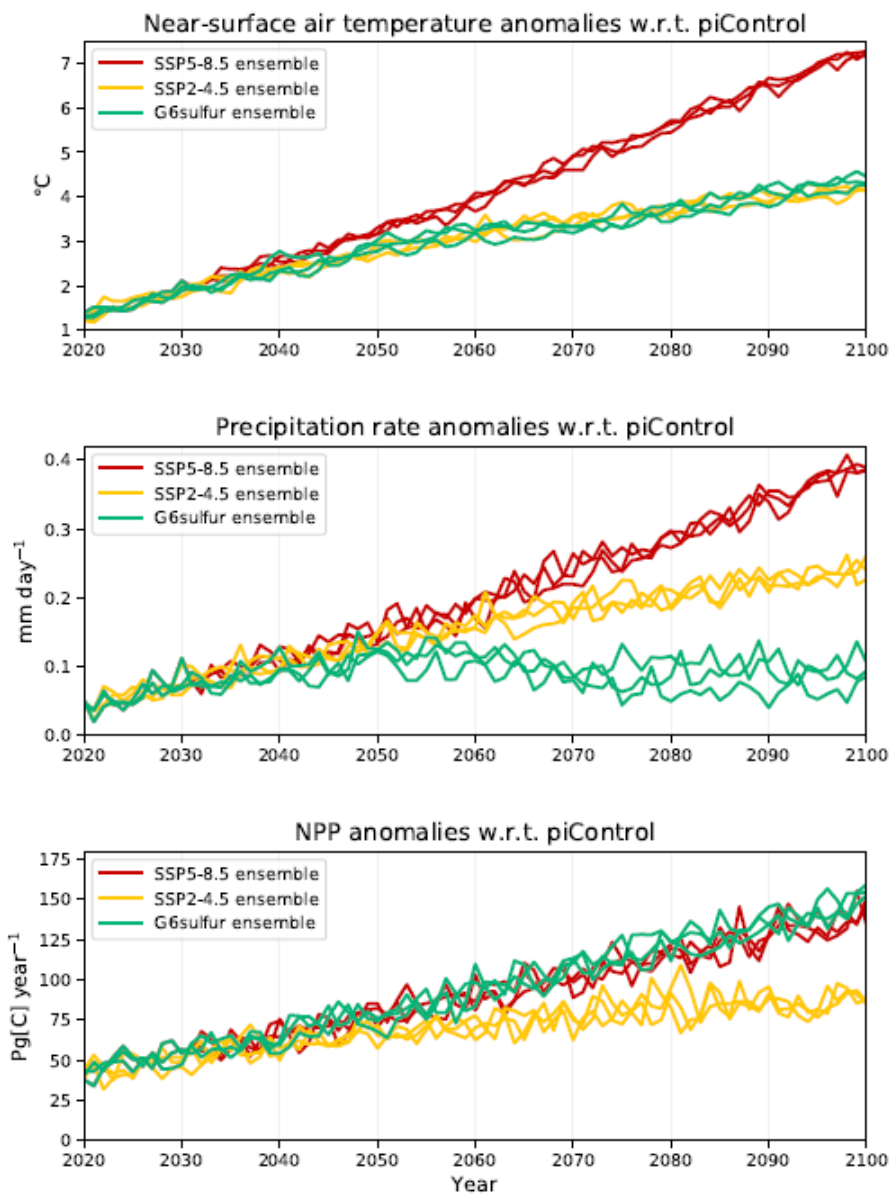 Near-surface air temperature anomalies w.r.t. piControl
7
6
5
4
3
2
1
°C
SSP5-8.5 ensemble
SSP2-4.5 ensemble
G6sulfur ensemble
2020 2030 2040 2050 2060 2070 2080 2090 2100
Precipitation rate anomalies w.r.t. piControl
0.4
0.3
0.2
0.1
0.0
mm day⁻¹
SSP5-8.5 ensemble
SSP2-4.5 ensemble
G6sulfur ensemble
2020 2030 2040 2050 2060 2070 2080 2090 2100
NPP anomalies w.r.t. piControl
175
150
125
100
75
50
25
0
Pg[C] year⁻¹
SSP5-8.5 ensemble
SSP2-4.5 ensemble
G6sulfur ensemble
2020 2030 2040 2050 2060 2070 2080 2090 2100
Year